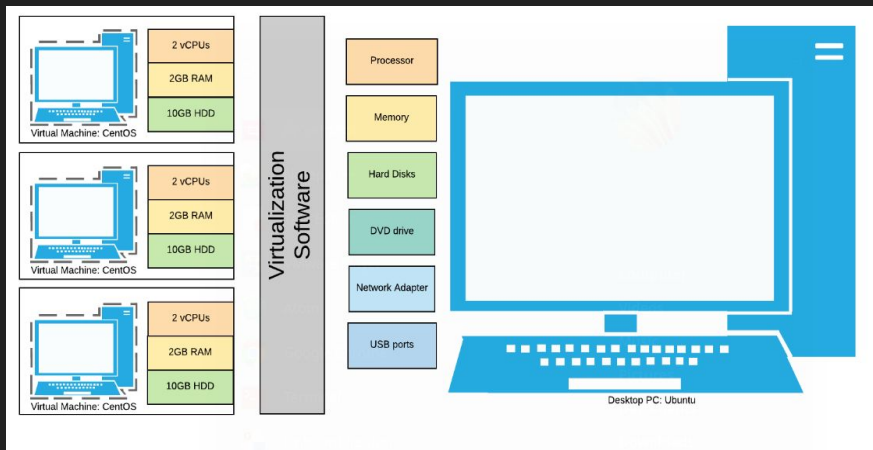 2 vCPUs
2GB RAM
10GB HDD
Virtual Machine: CentOS
2 vCPUs
2GB RAM
10GB HDD
Virtual Machine: CentOS
2 vCPUs
2GB RAM
10GB HDD
Virtual Machine: CentOS
Virtualization
Software
Processor
Memory
Hard Disks
DVD drive
Network Adapter
USB ports
Desktop PC: Ubuntu